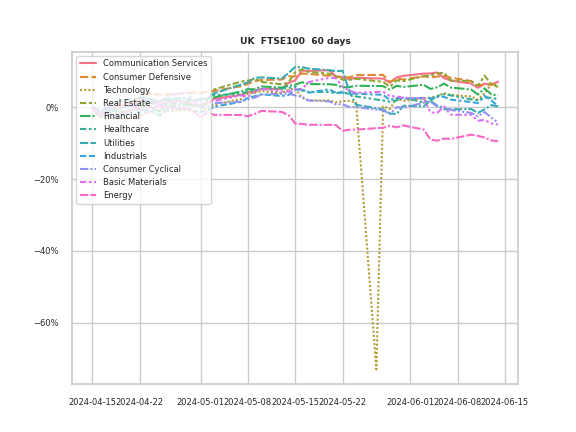 UK FTSE100 60 days
Communication Services
Consumer Defensive
Technology
Real Estate
Financial
Healthcare
Utilities
Industrials
Consumer Cyclical
Basic Materials
Energy
0%
−20%
−40%
−60%
2024-04-15 2024-04-22 2024-05-01 2024-05-08 2024-05-15 2024-05-22 2024-06-01 2024-06-08 2024-06-15